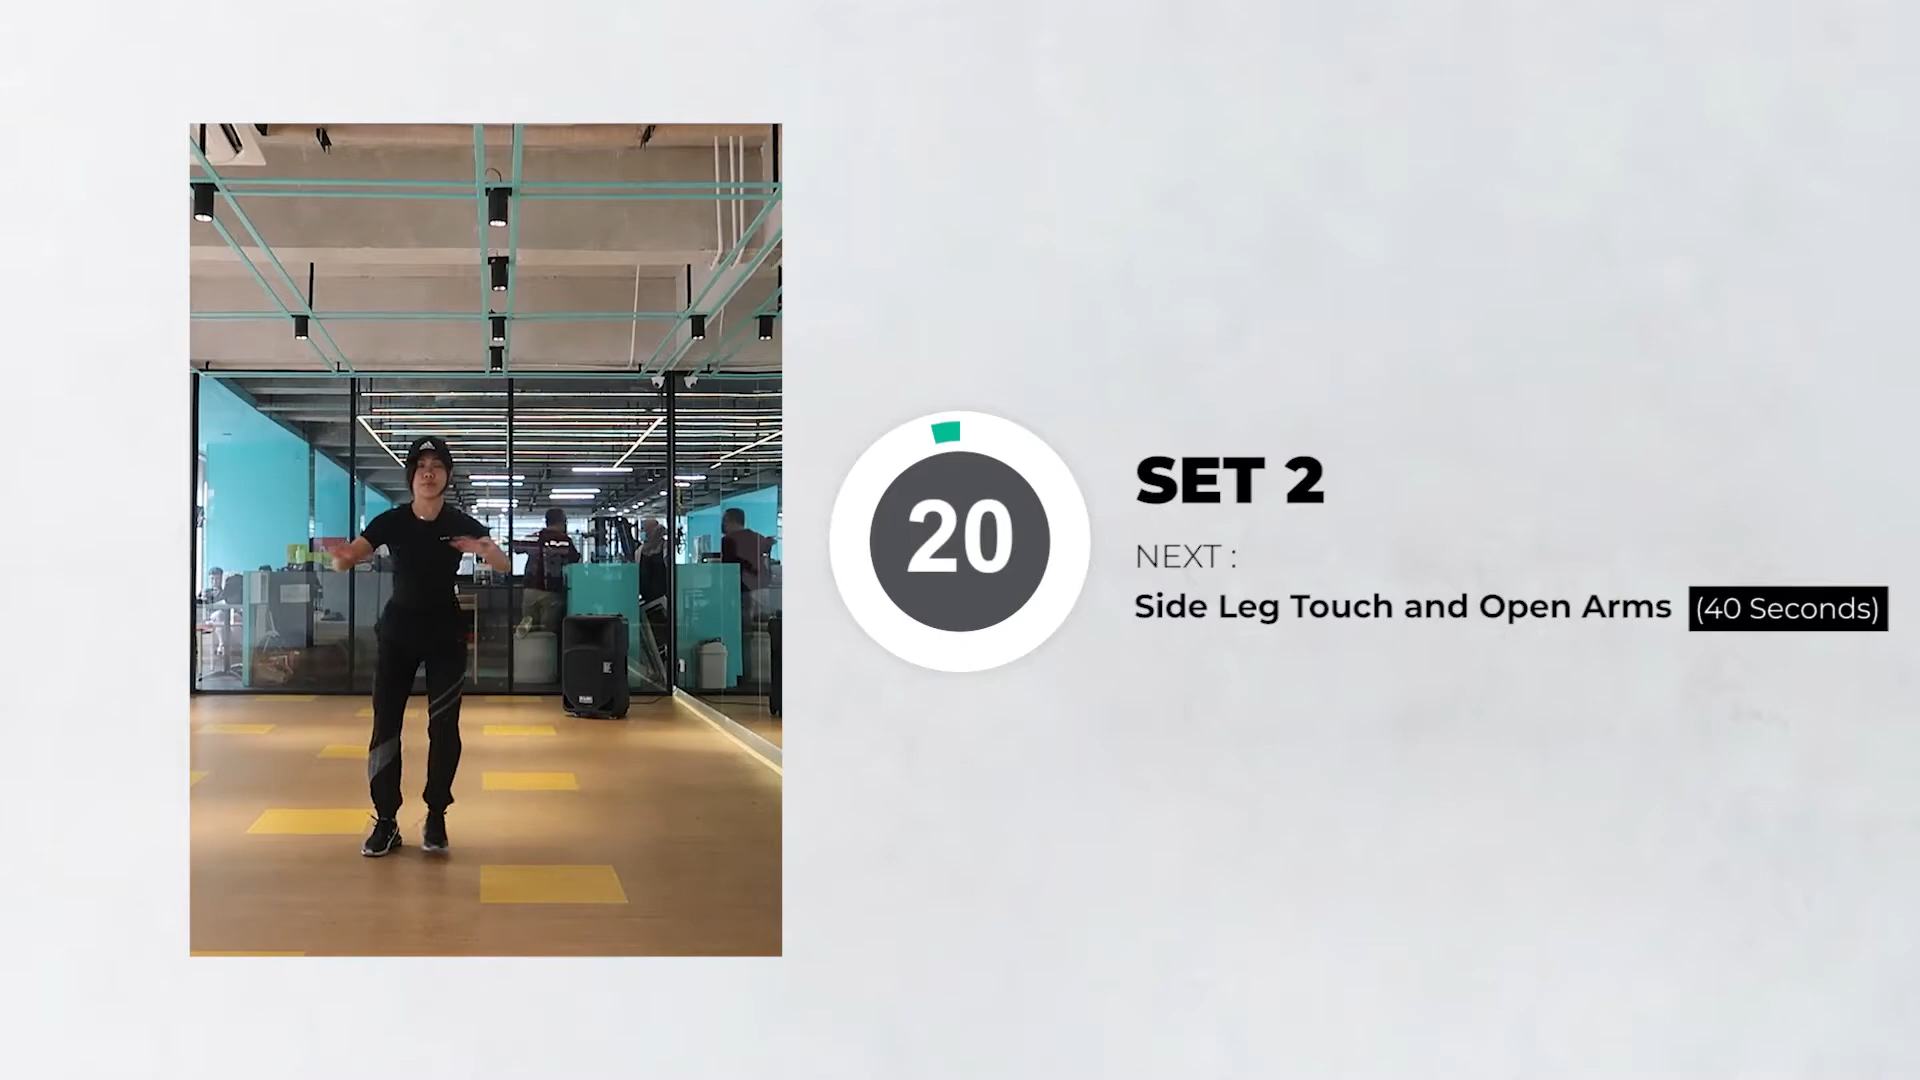 20
SET 2
NEXT :
Side Leg Touch and Open Arms (40 Seconds)